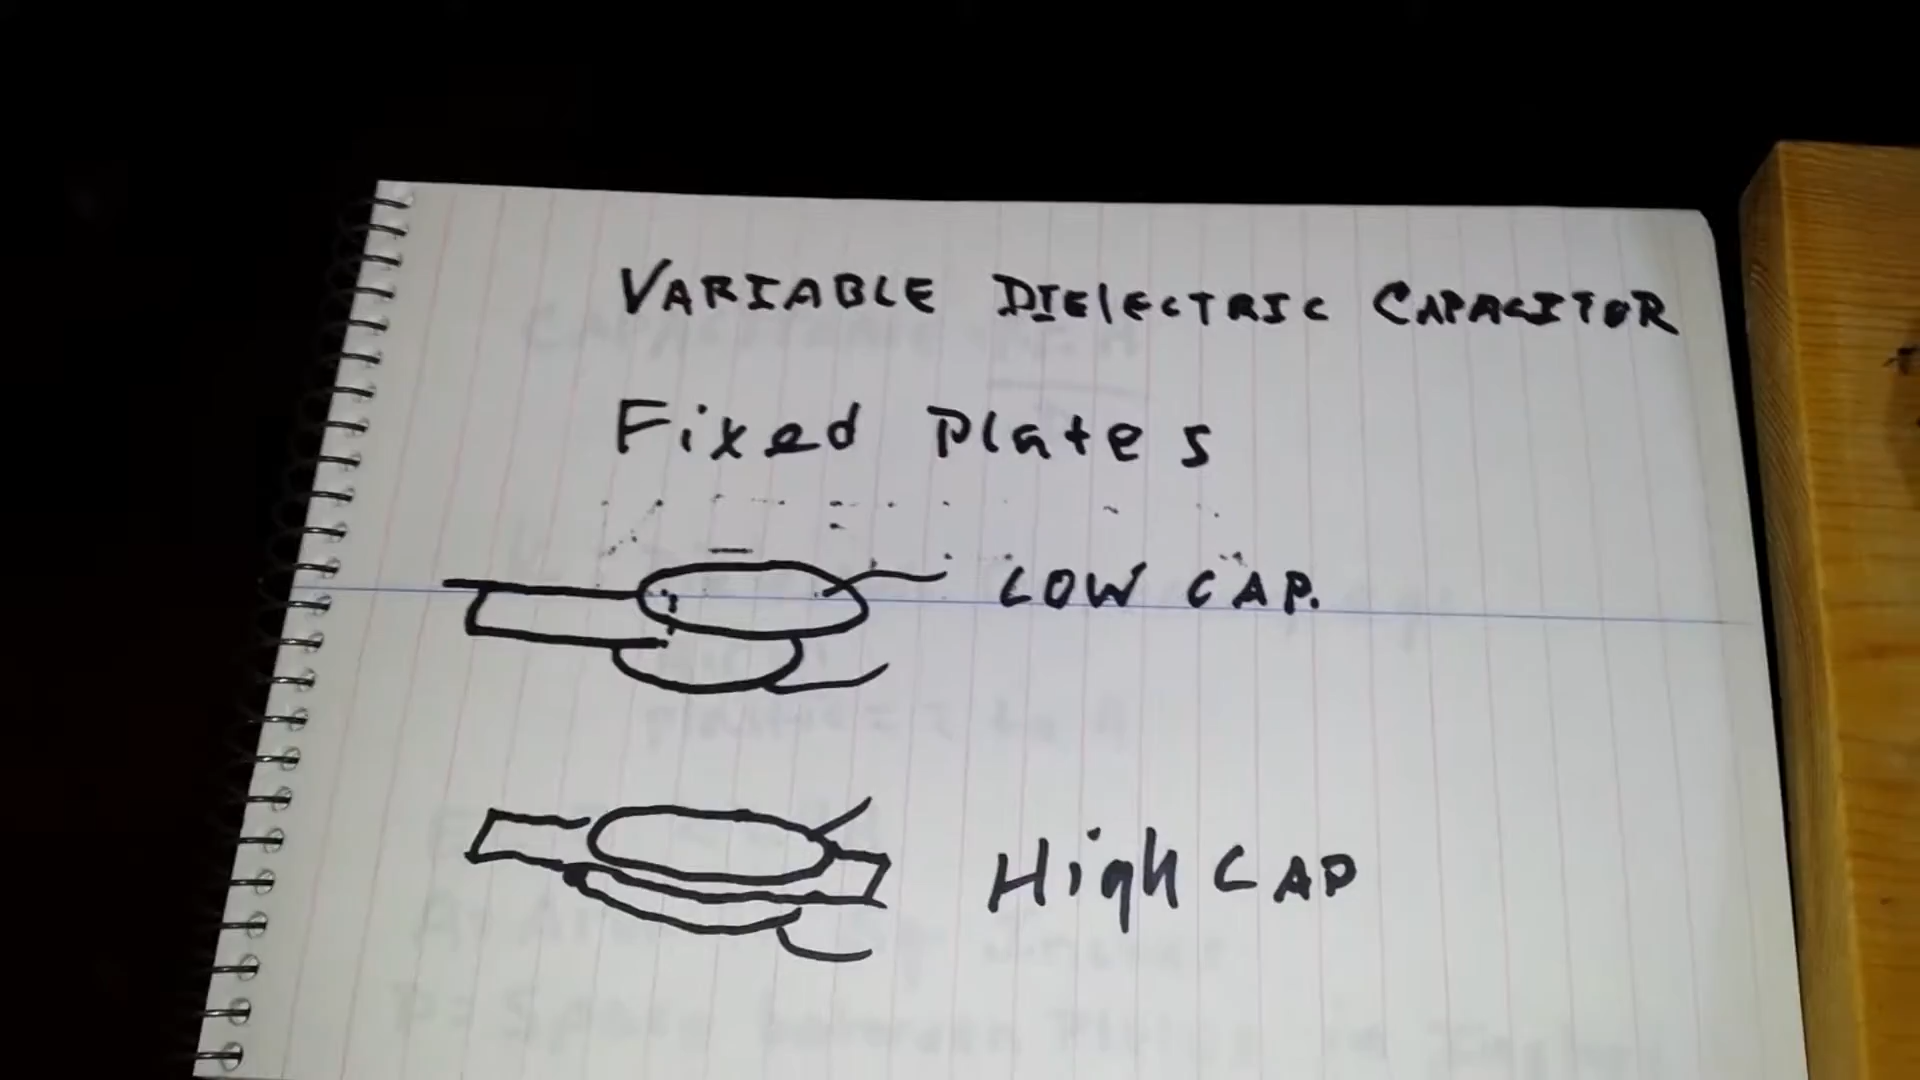 VARIABLE DIELECTRIC CAPACITOR
Fixed Plates
LOW CAP.
High CAP